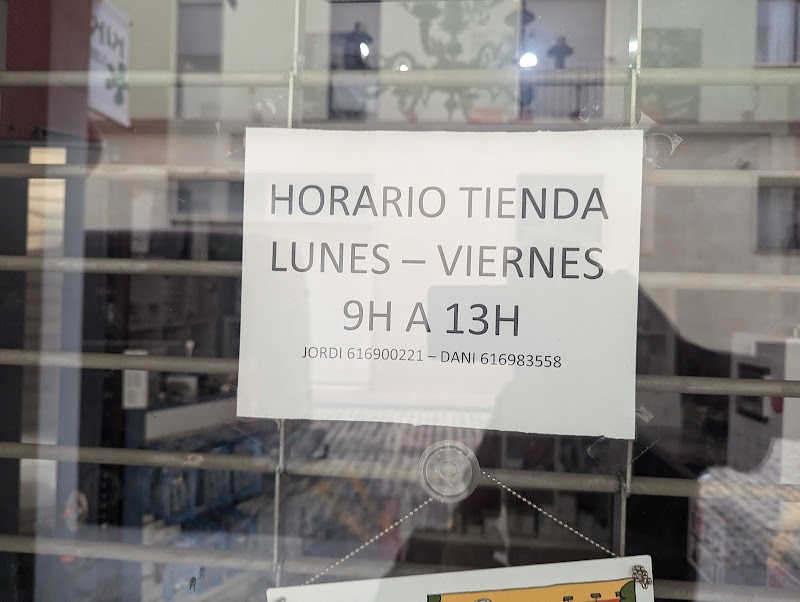 HORARIO TIENDA
LUNES – VIERNES
9H A 13H
JORDI 616900221 – DANI 616983558